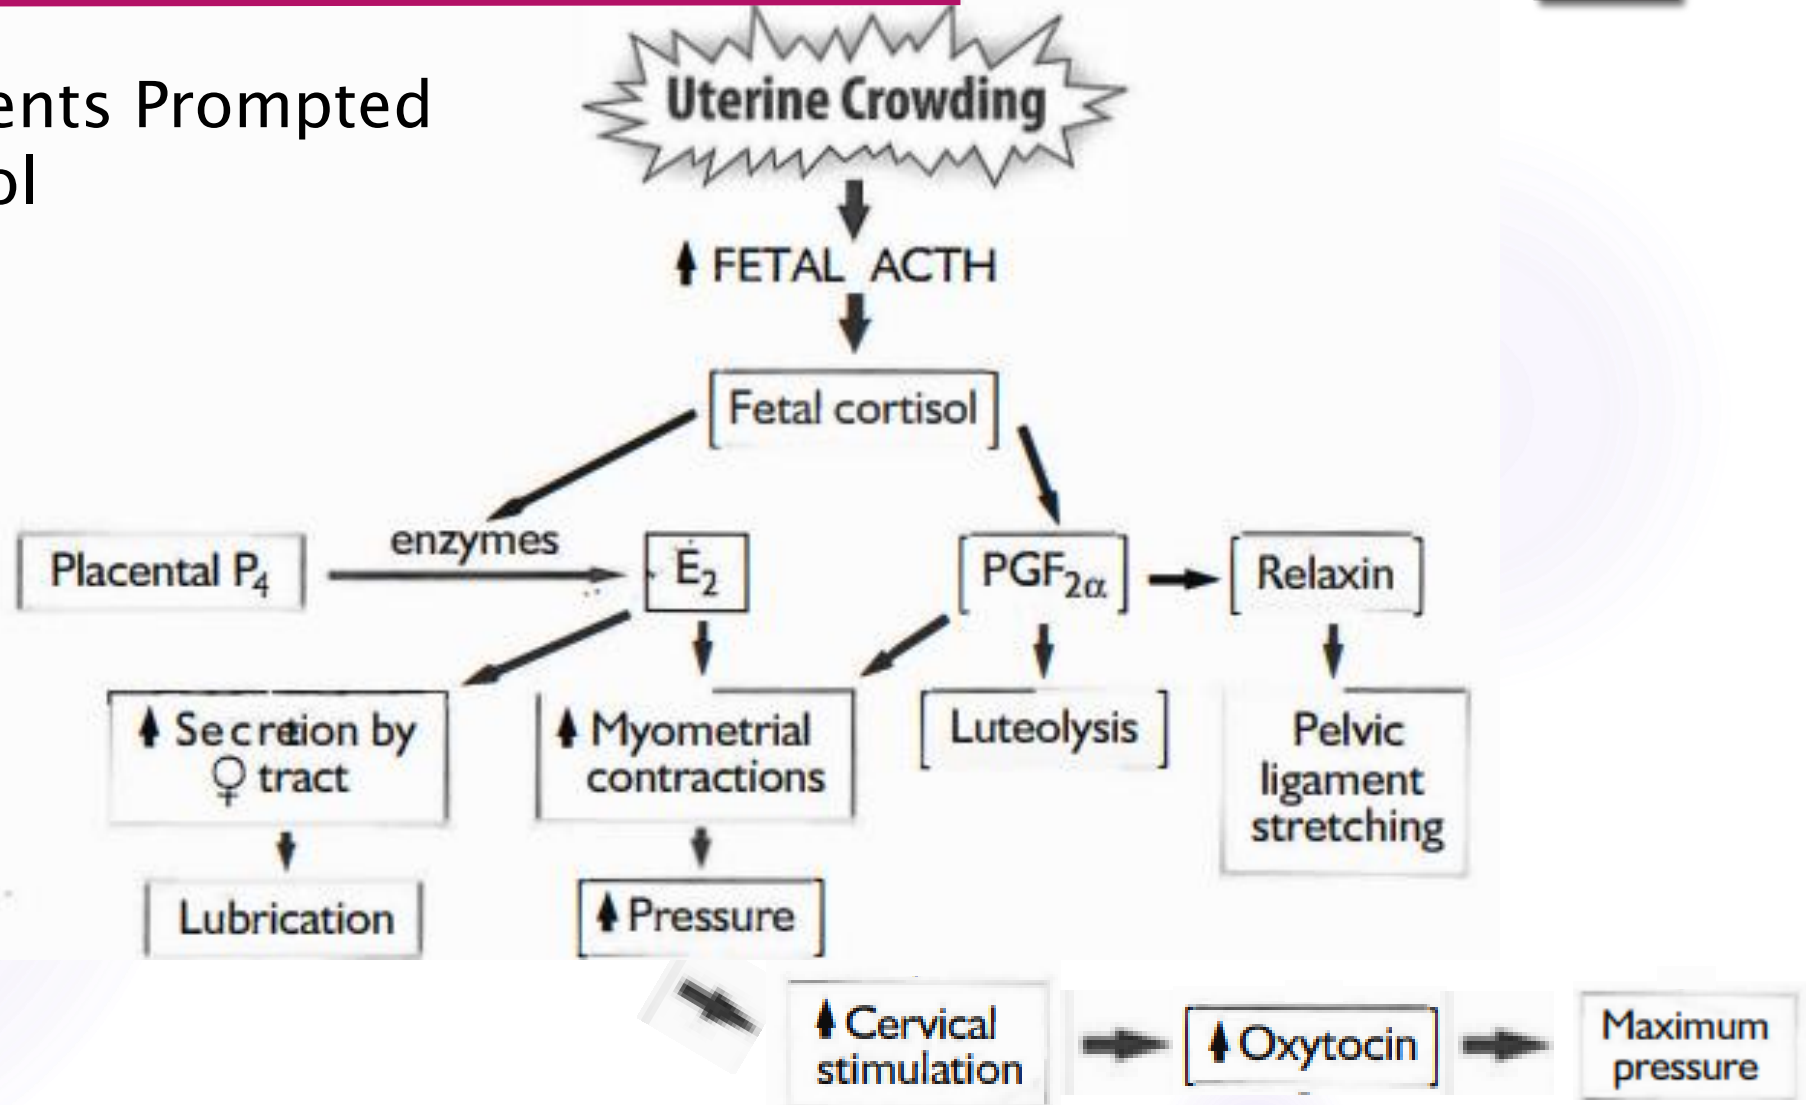 ents Prompted
ol
Uterine Crowding
FETAL ACTH
Fetal cortisol
Placental P₄
enzymes
E₂
PGF₂α
Relaxin
Secretion by
♀ tract
Myometrial
contractions
Luteolysis
Pelvic
ligament
stretching
Lubrication
Pressure
Cervical
stimulation
Oxytocin
Maximum
pressure